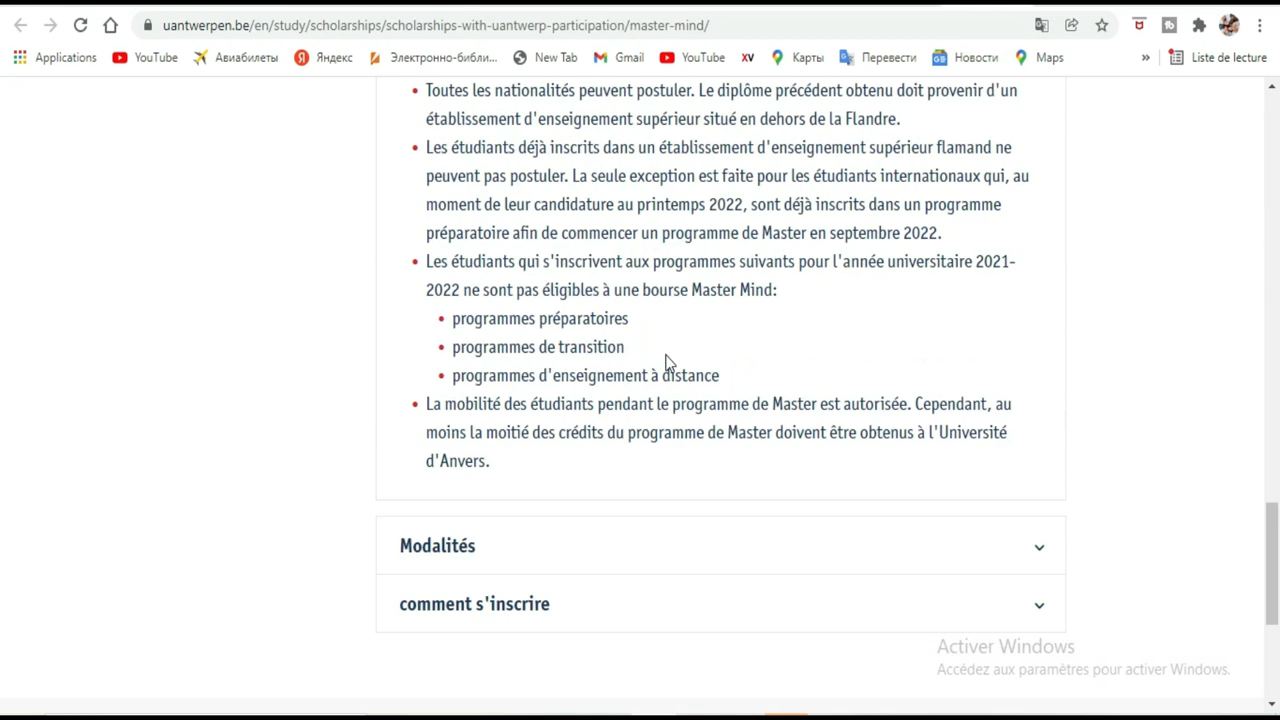 uantwerpen.be/en/study/scholarships/scholarships-with-uantwerp-participation/master-mind/
Applications YouTube Авиабилеты Яндекс Электронно-библи... New Tab Gmail YouTube XV Карты Перевести Новости Maps » Liste de lecture
• Toutes les nationalités peuvent postuler. Le diplôme précédent obtenu doit provenir d'un
établissement d'enseignement supérieur situé en dehors de la Flandre.
• Les étudiants déjà inscrits dans un établissement d'enseignement supérieur flamand ne
peuvent pas postuler. La seule exception est faite pour les étudiants internationaux qui, au
moment de leur candidature au printemps 2022, sont déjà inscrits dans un programme
préparatoire afin de commencer un programme de Master en septembre 2022.
• Les étudiants qui s'inscrivent aux programmes suivants pour l'année universitaire 2021-
2022 ne sont pas éligibles à une bourse Master Mind:
• programmes préparatoires
• programmes de transition
• programmes d'enseignement à distance
• La mobilité des étudiants pendant le programme de Master est autorisée. Cependant, au
moins la moitié des crédits du programme de Master doivent être obtenus à l'Université
d'Anvers.
Modalités
comment s'inscrire
Activer Windows
Accédez aux paramètres pour activer Windows.